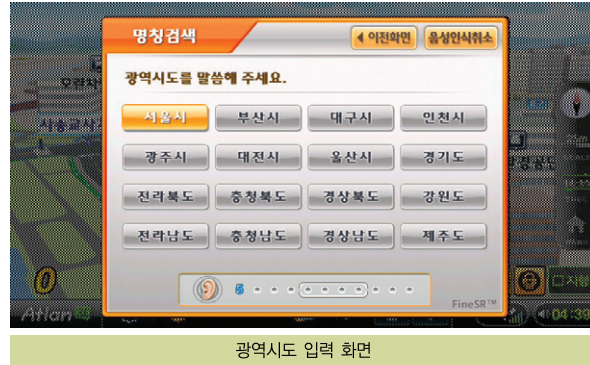 명칭검색
이전화면
음성인식취소
광역시도를 말씀해 주세요.
서울시 부산시 대구시 인천시
광주시 대전시 울산시 경기도
전라북도 충청북도 경상북도 강원도
전라남도 충청남도 경상남도 제주도
FineSR™
Atlan
04:39
광역시도 입력 화면